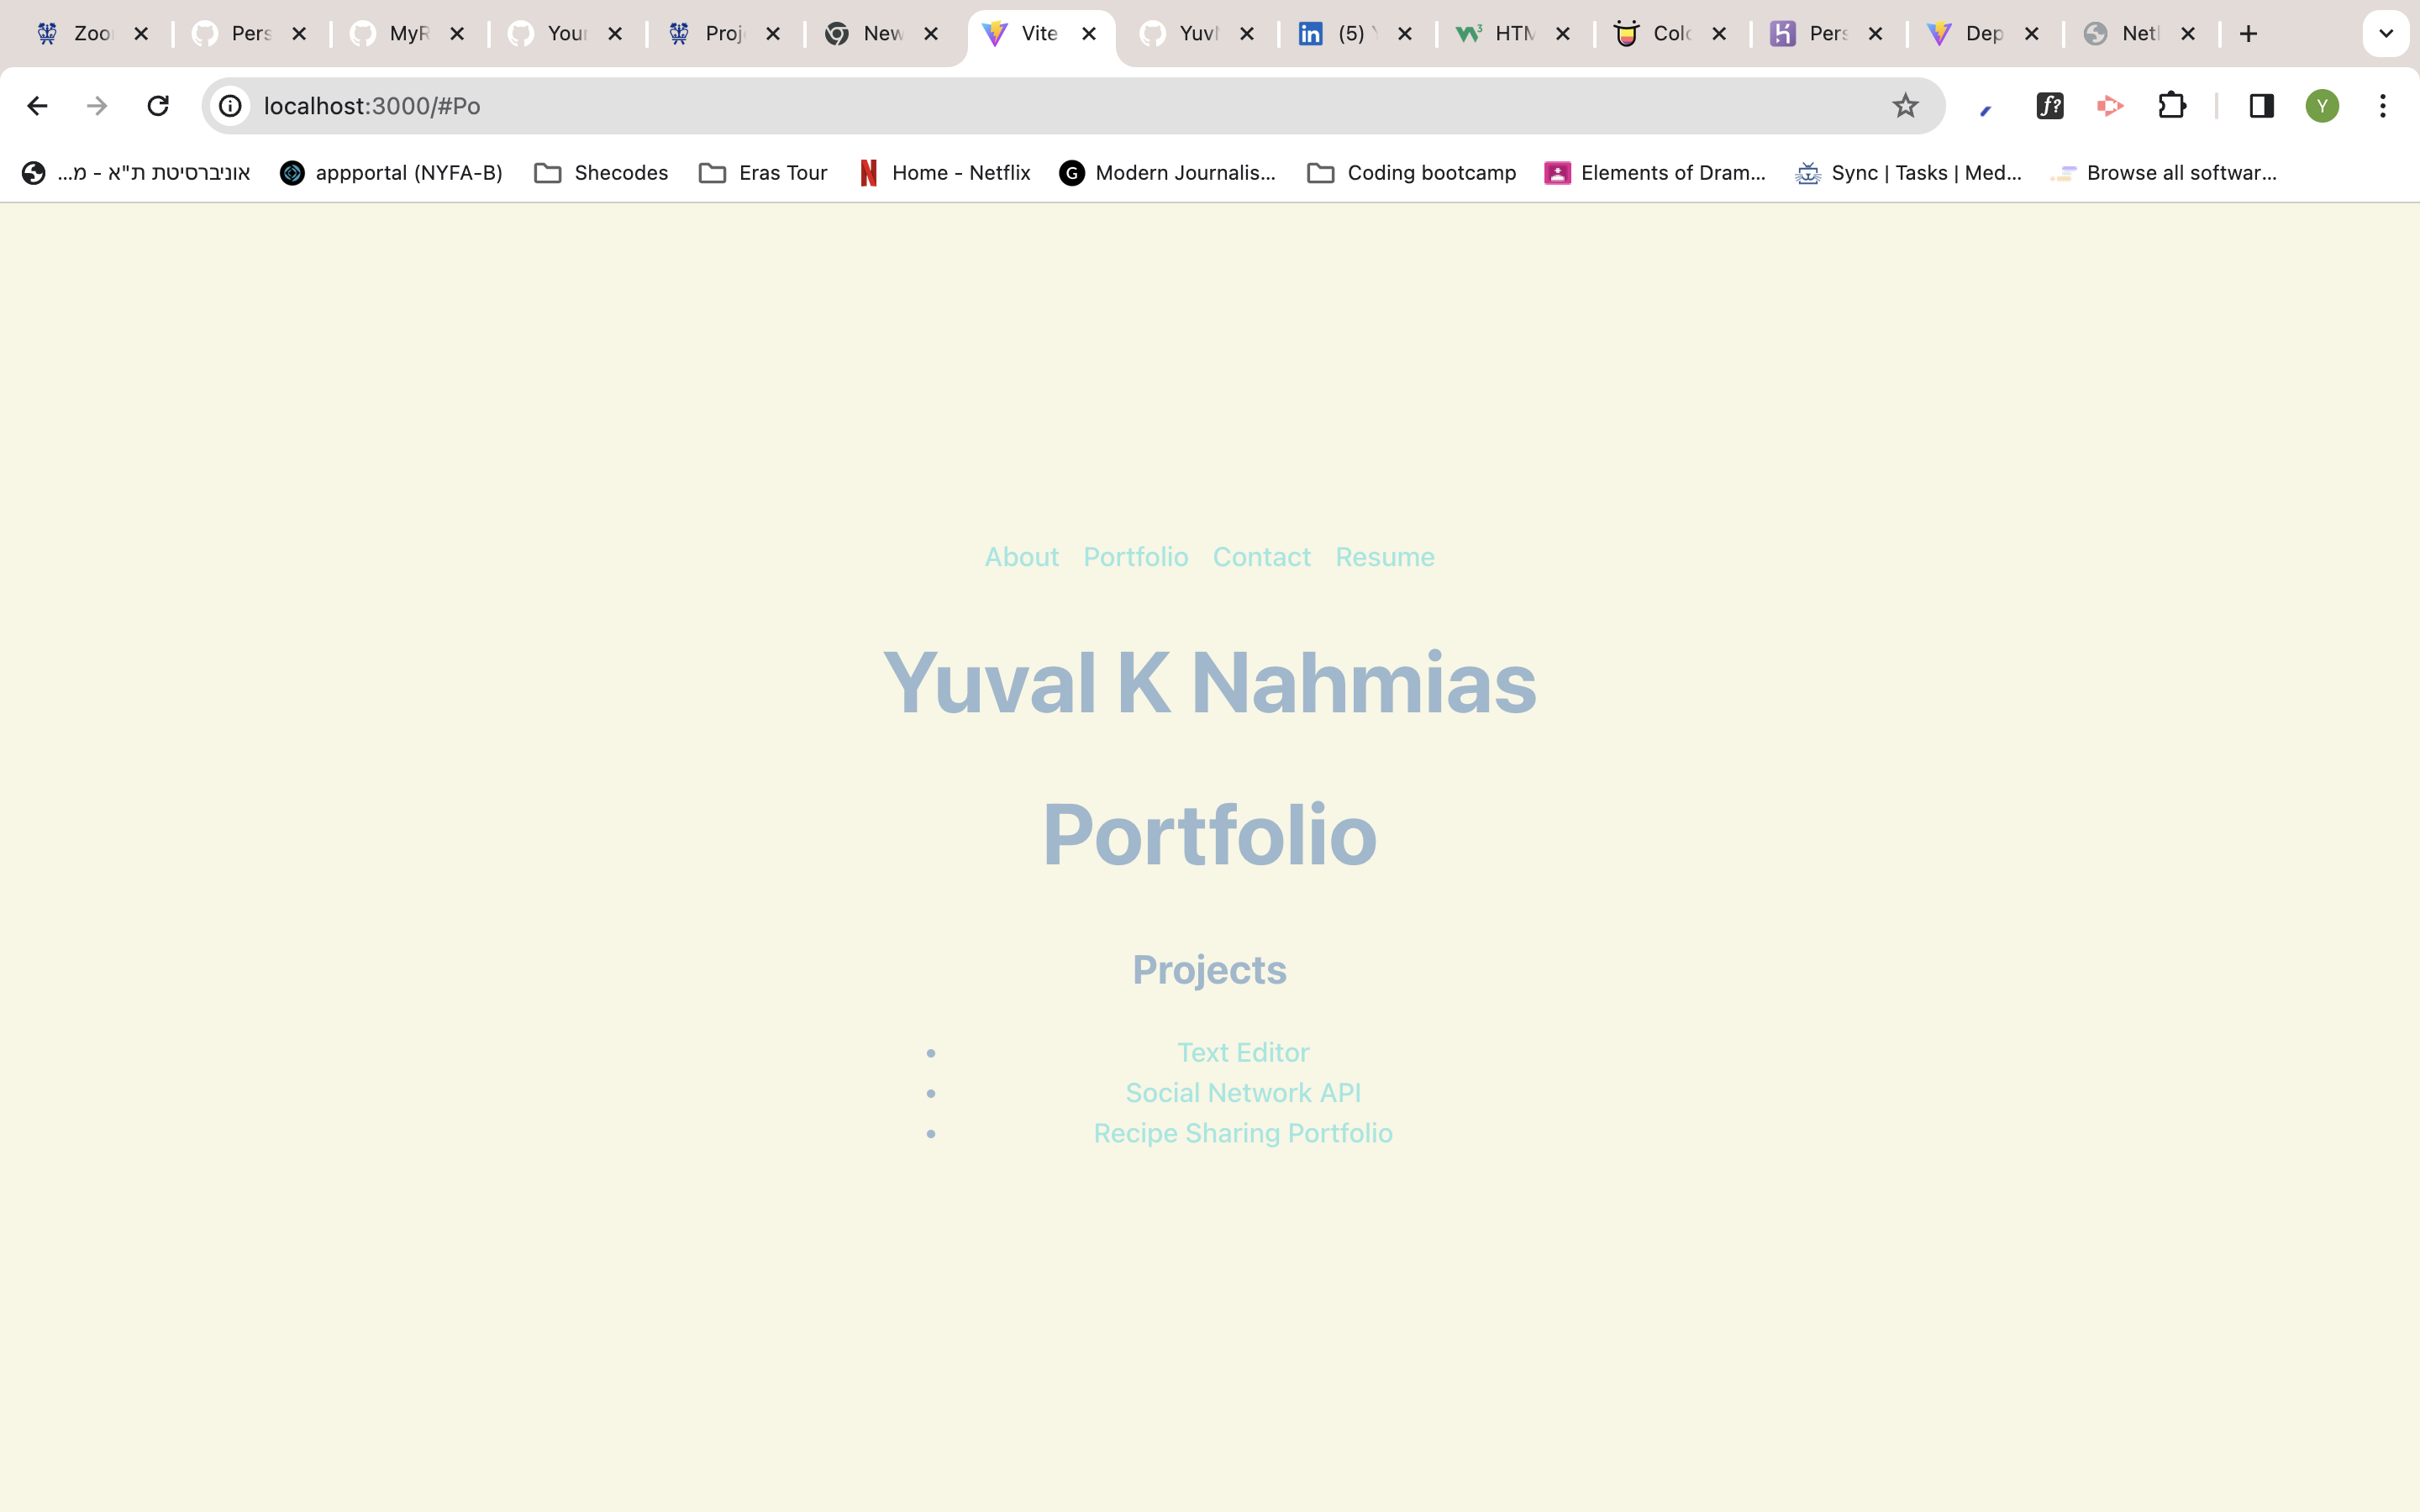 Zoo Pers MyR Your Proj New Vite Yuv (5) HTM Colo Pers Dep Netl
localhost:3000/#Po
אוניברסיטת ת"א - מ... appportal (NYFA-B) Shecodes Eras Tour Home - Netflix Modern Journalis... Coding bootcamp Elements of Dram... Sync | Tasks | Med... Browse all softwar...
About Portfolio Contact Resume
Yuval K Nahmias
Portfolio
Projects
• Text Editor
• Social Network API
• Recipe Sharing Portfolio